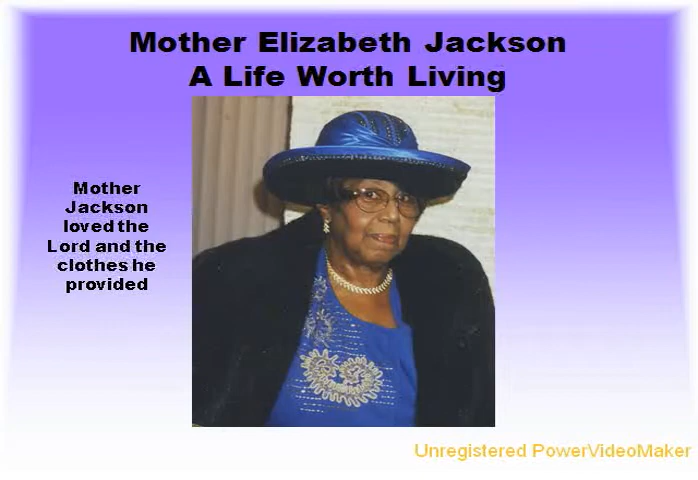 Mother Elizabeth Jackson
A Life Worth Living
Mother
Jackson
loved the
Lord and the
clothes he
provided
Unregistered PowerVideoMaker